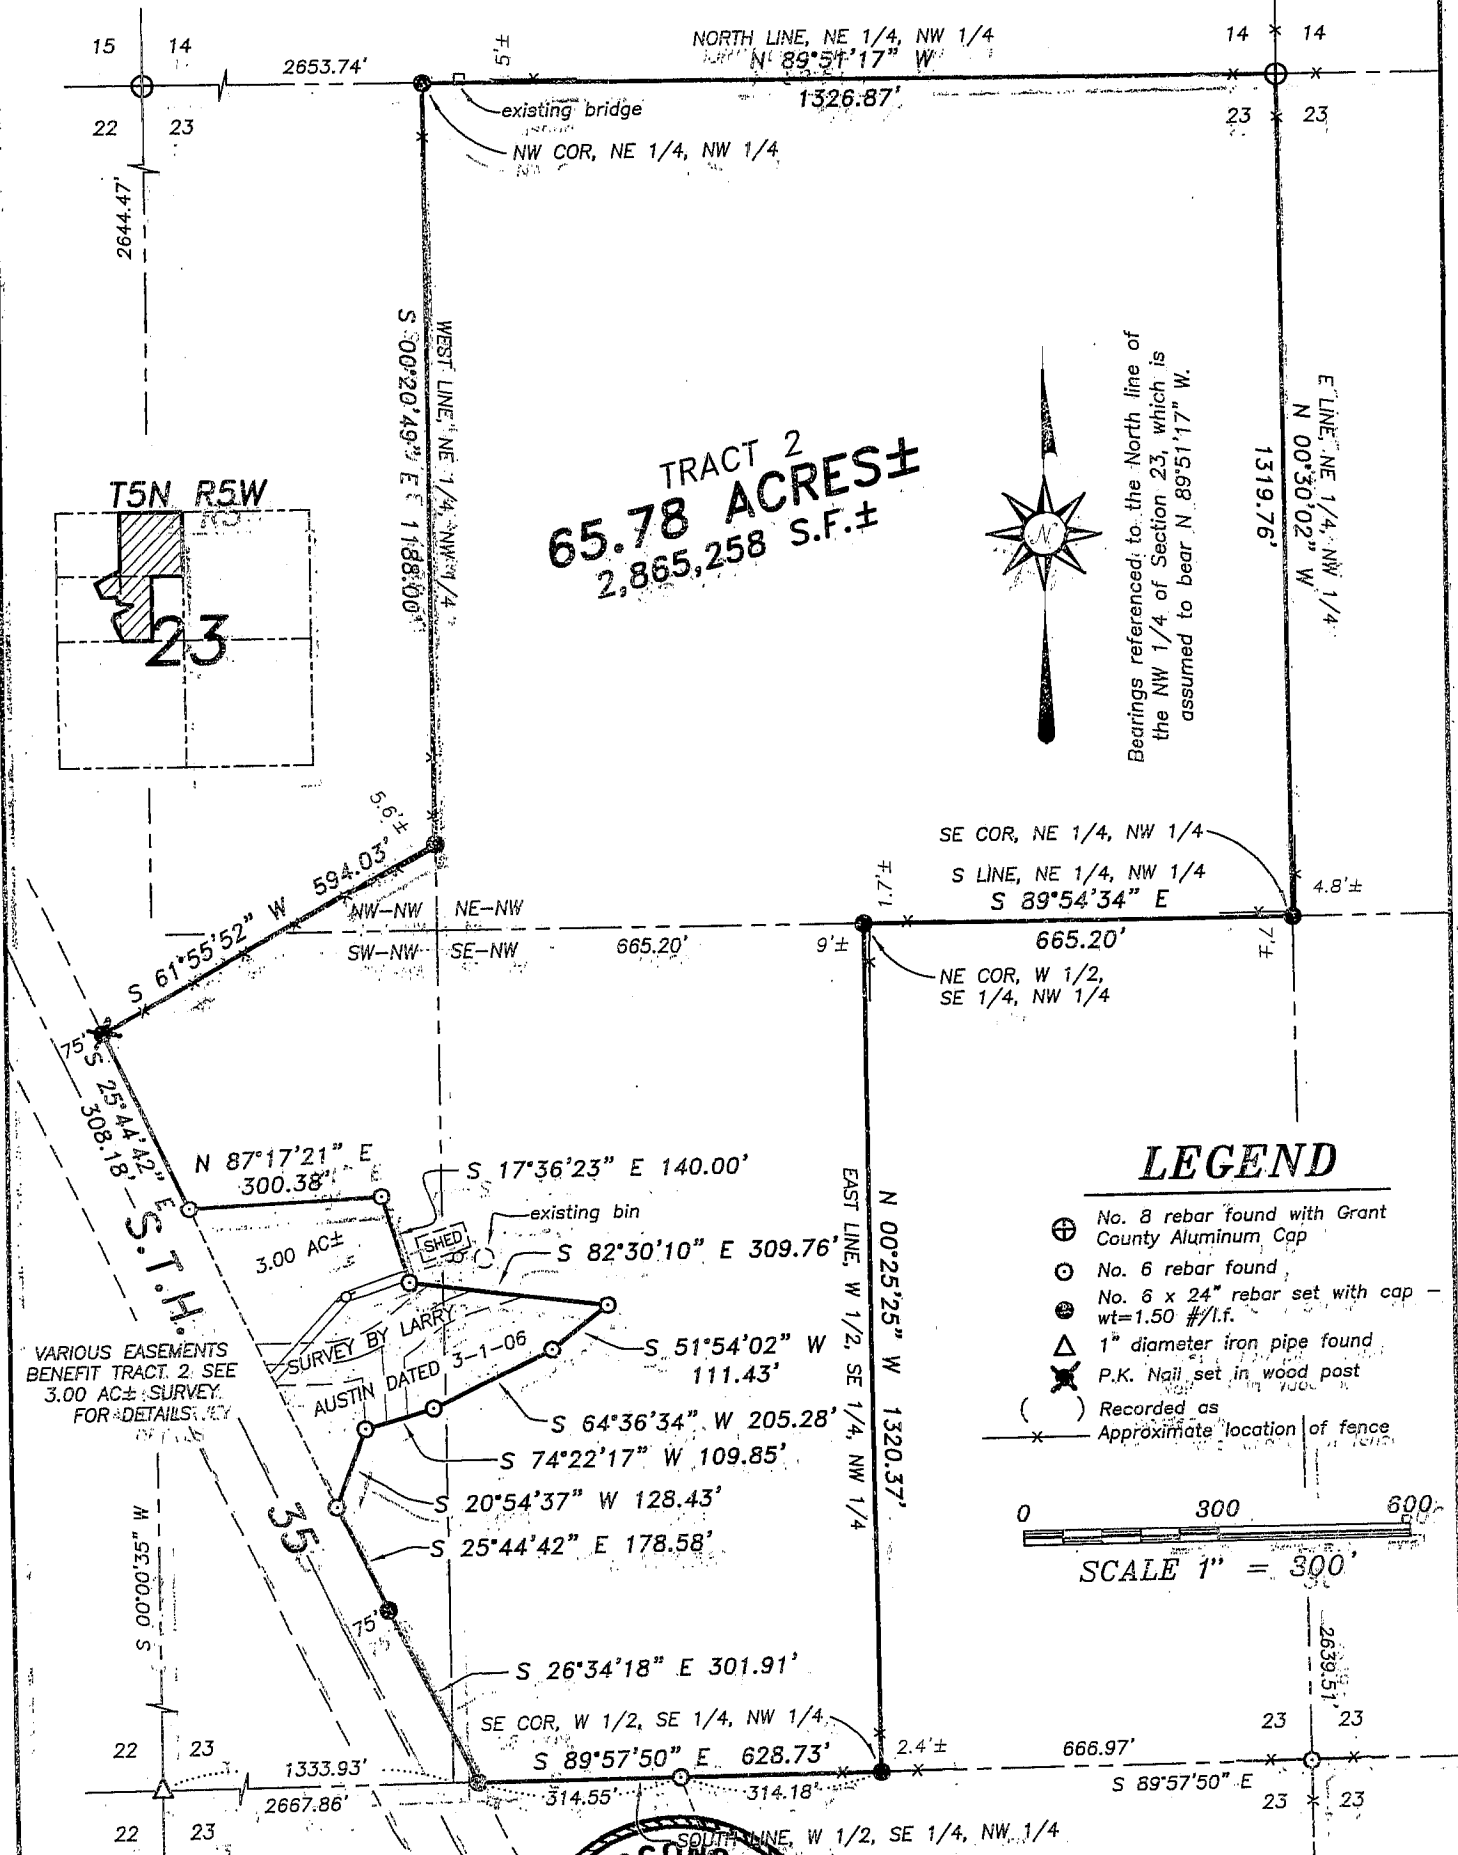 15 14
22 23
2653.74'
5'±
NORTH LINE, NE 1/4, NW 1/4
N 89°51'17" W
1326.87'
14 14
23 23
existing bridge
NW COR, NE 1/4, NW 1/4
2644.47'
WEST LINE, NE 1/4, NW 1/4
S 00°20'49" E 1188.00'
TRACT 2
65.78 ACRES±
2,865,258 S.F.±
N
Bearings referenced to the North line of
the NW 1/4 of Section 23, which is
assumed to bear N 89°51'17" W.
E LINE, NE 1/4, NW 1/4
N 00°30'02" W
1319.76'
T5N R5W
23
5.6'±
594.03'
S 61°55'52" W
NW-NW NE-NW
SW-NW SE-NW
665.20'
SE COR, NE 1/4, NW 1/4
S LINE, NE 1/4, NW 1/4
S 89°54'34" E
665.20'
1.7'±
9'±
4.8'±
7'±
NE COR, W 1/2,
SE 1/4, NW 1/4
75'
S 25°44'42" E
308.18'
N 87°17'21" E
300.38'
S 17°36'23" E 140.00'
existing bin
SHED
3.00 AC±
S 82°30'10" E 309.76'
S.T.H.
35
SURVEY BY LARRY
AUSTIN DATED 3-1-06
VARIOUS EASEMENTS
BENEFIT TRACT 2 SEE
3.00 AC± SURVEY
FOR DETAILS
S 51°54'02" W
111.43'
S 64°36'34" W 205.28'
S 74°22'17" W 109.85'
S 20°54'37" W 128.43'
S 25°44'42" E 178.58'
75'
EAST LINE, W 1/2, SE 1/4, NW 1/4
N 00°25'25" W 1320.37'
LEGEND
No. 8 rebar found with Grant
County Aluminum Cap
No. 6 rebar found
No. 6 x 24" rebar set with cap –
wt=1.50 #/l.f.
1" diameter iron pipe found
P.K. Nail set in wood post
( ) Recorded as
Approximate location of fence
0 300 600
SCALE 1" = 300'
S 00°00'35" W
2639.51'
S 26°34'18" E 301.91'
SE COR, W 1/2, SE 1/4, NW 1/4
S 89°57'50" E 628.73'
2.4'±
666.97'
S 89°57'50" E
23 23
23 23
22 23
22 23
1333.93'
2667.86'
314.55'
314.18'
SOUTH LINE, W 1/2, SE 1/4, NW 1/4